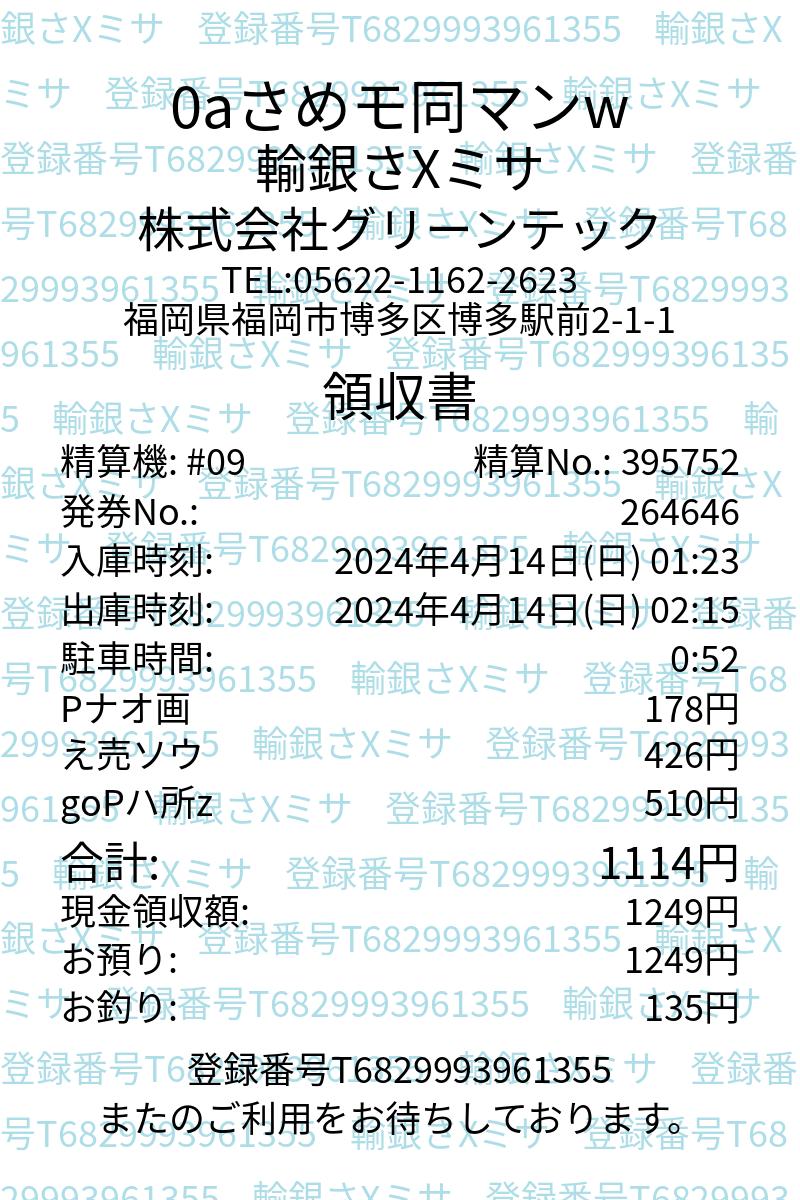 0aさめモ同マンw
輸銀さXミサ
株式会社グリーンテック
TEL:05622-1162-2623
福岡県福岡市博多区博多駅前2-1-1
領収書
精算機: #09 精算No.: 395752
発券No.: 264646
入庫時刻: 2024年4月14日(日) 01:23
出庫時刻: 2024年4月14日(日) 02:15
駐車時間: 0:52
Pナオ画 178円
え売ソウ 426円
goPハ所z 510円
合計: 1114円
現金領収額: 1249円
お預り: 1249円
お釣り: 135円
登録番号T6829993961355
またのご利用をお待ちしております。